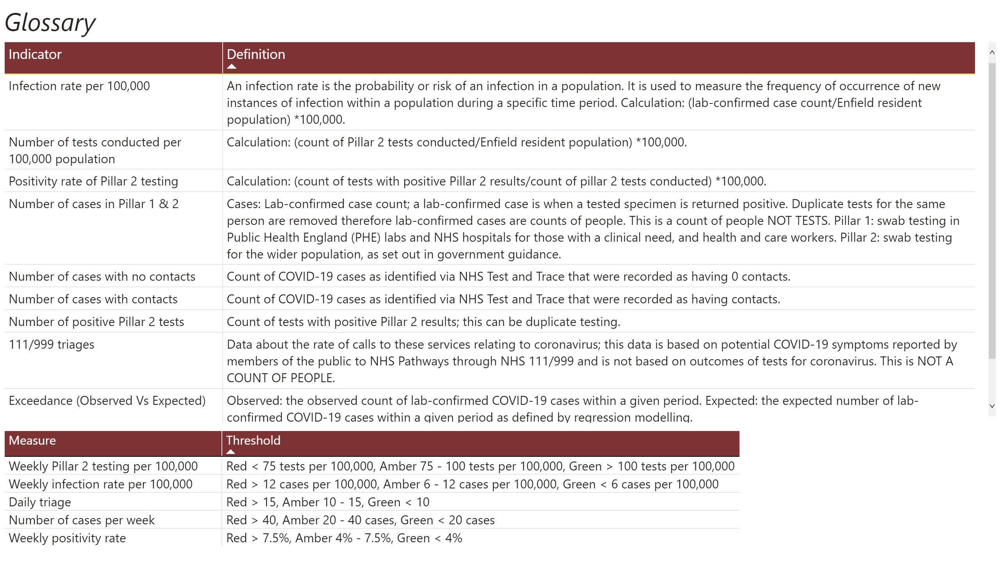 Glossary
Indicator
Definition
Infection rate per 100,000
An infection rate is the probability or risk of an infection in a population. It is used to measure the frequency of occurrence of new
instances of infection within a population during a specific time period. Calculation: (lab-confirmed case count/Enfield resident
population) *100,000.
Number of tests conducted per
100,000 population
Calculation: (count of Pillar 2 tests conducted/Enfield resident population) *100,000.
Positivity rate of Pillar 2 testing
Calculation: (count of tests with positive Pillar 2 results/count of pillar 2 tests conducted) *100,000.
Number of cases in Pillar 1 & 2
Cases: Lab-confirmed case count; a lab-confirmed case is when a tested specimen is returned positive. Duplicate tests for the same
person are removed therefore lab-confirmed cases are counts of people. This is a count of people NOT TESTS. Pillar 1: swab testing in
Public Health England (PHE) labs and NHS hospitals for those with a clinical need, and health and care workers. Pillar 2: swab testing
for the wider population, as set out in government guidance.
Number of cases with no contacts
Count of COVID-19 cases as identified via NHS Test and Trace that were recorded as having 0 contacts.
Number of cases with contacts
Count of COVID-19 cases as identified via NHS Test and Trace that were recorded as having contacts.
Number of positive Pillar 2 tests
Count of tests with positive Pillar 2 results; this can be duplicate testing.
111/999 triages
Data about the rate of calls to these services relating to coronavirus; this data is based on potential COVID-19 symptoms reported by
members of the public to NHS Pathways through NHS 111/999 and is not based on outcomes of tests for coronavirus. This is NOT A
COUNT OF PEOPLE.
Exceedance (Observed Vs Expected)
Observed: the observed count of lab-confirmed COVID-19 cases within a given period. Expected: the expected number of lab-
confirmed COVID-19 cases within a given period as defined by regression modelling.
Measure
Threshold
Weekly Pillar 2 testing per 100,000
Red < 75 tests per 100,000, Amber 75 - 100 tests per 100,000, Green > 100 tests per 100,000
Weekly infection rate per 100,000
Red > 12 cases per 100,000, Amber 6 - 12 cases per 100,000, Green < 6 cases per 100,000
Daily triage
Red > 15, Amber 10 - 15, Green < 10
Number of cases per week
Red > 40, Amber 20 - 40 cases, Green < 20 cases
Weekly positivity rate
Red > 7.5%, Amber 4% - 7.5%, Green < 4%